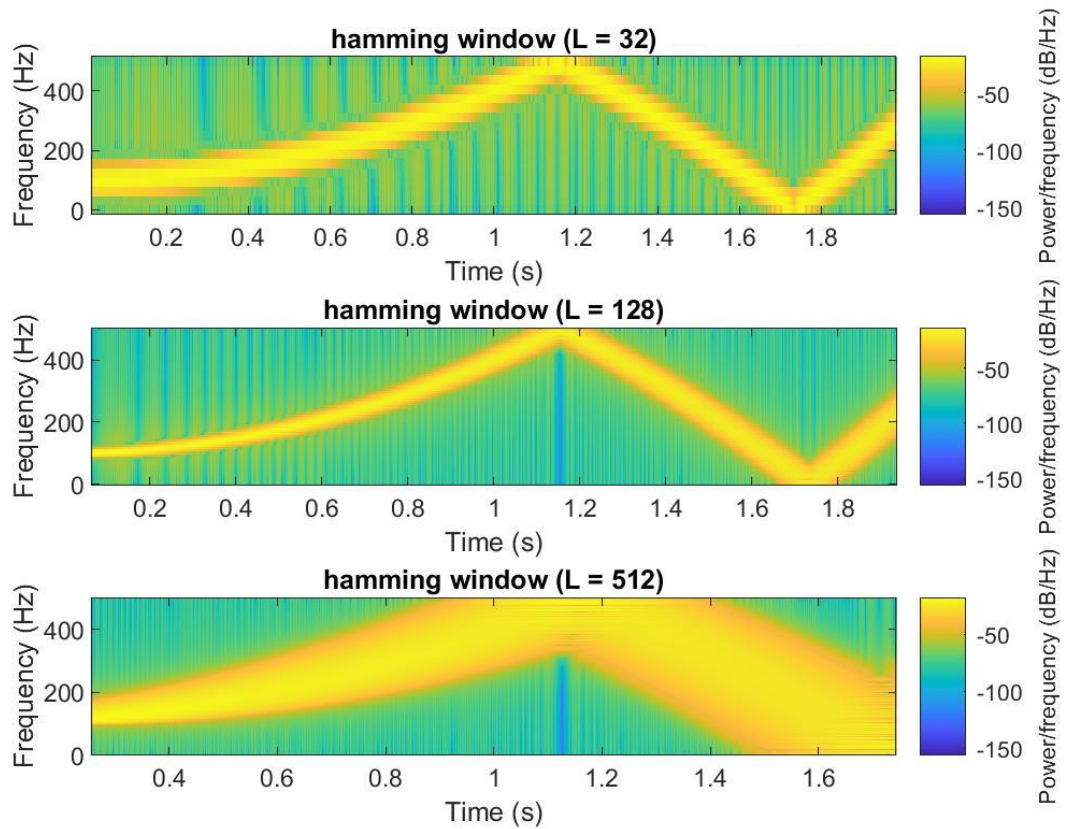 hamming window (L = 32)
Frequency (Hz)
400
200
0
0.2 0.4 0.6 0.8 1 1.2 1.4 1.6 1.8
Time (s)
-50
-100
-150
Power/frequency (dB/Hz)
hamming window (L = 128)
Frequency (Hz)
400
200
0
0.2 0.4 0.6 0.8 1 1.2 1.4 1.6 1.8
Time (s)
-50
-100
-150
Power/frequency (dB/Hz)
hamming window (L = 512)
Frequency (Hz)
400
200
0
0.4 0.6 0.8 1 1.2 1.4 1.6
Time (s)
-50
-100
-150
Power/frequency (dB/Hz)